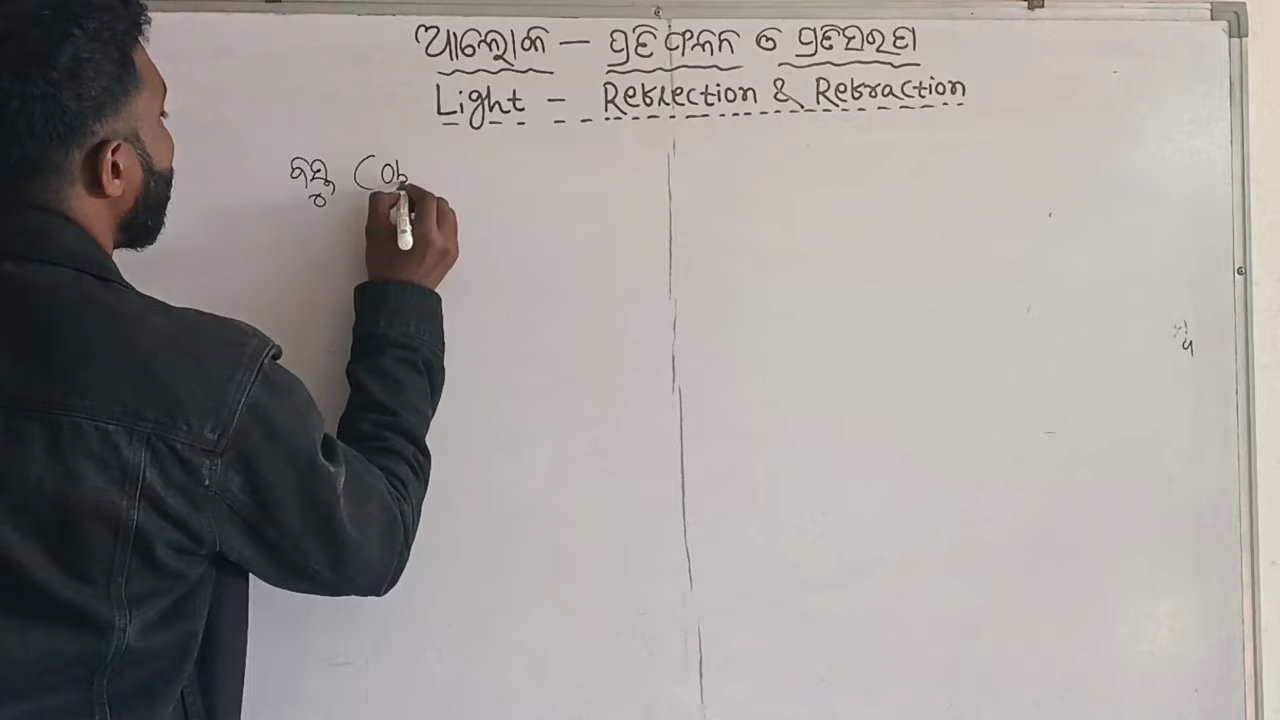 ଆଲୋକ – ପ୍ରତିଫଳନ ଓ ପ୍ରତିସରଣ
Light - Reflection & Refraction
ବସ୍ତୁ (Ob